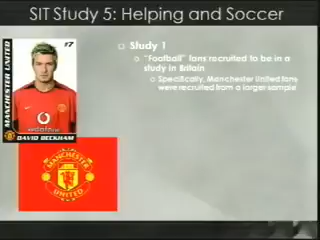 SIT Study 5: Helping and Soccer
MANCHESTER UNITED
#7
vodafone
DAVID BECKHAM
MANCHESTER
UNITED
Study 1
"Football" fans recruited to be in a
study in Britain
Specifically, Manchester United fans
were recruited from a larger sample